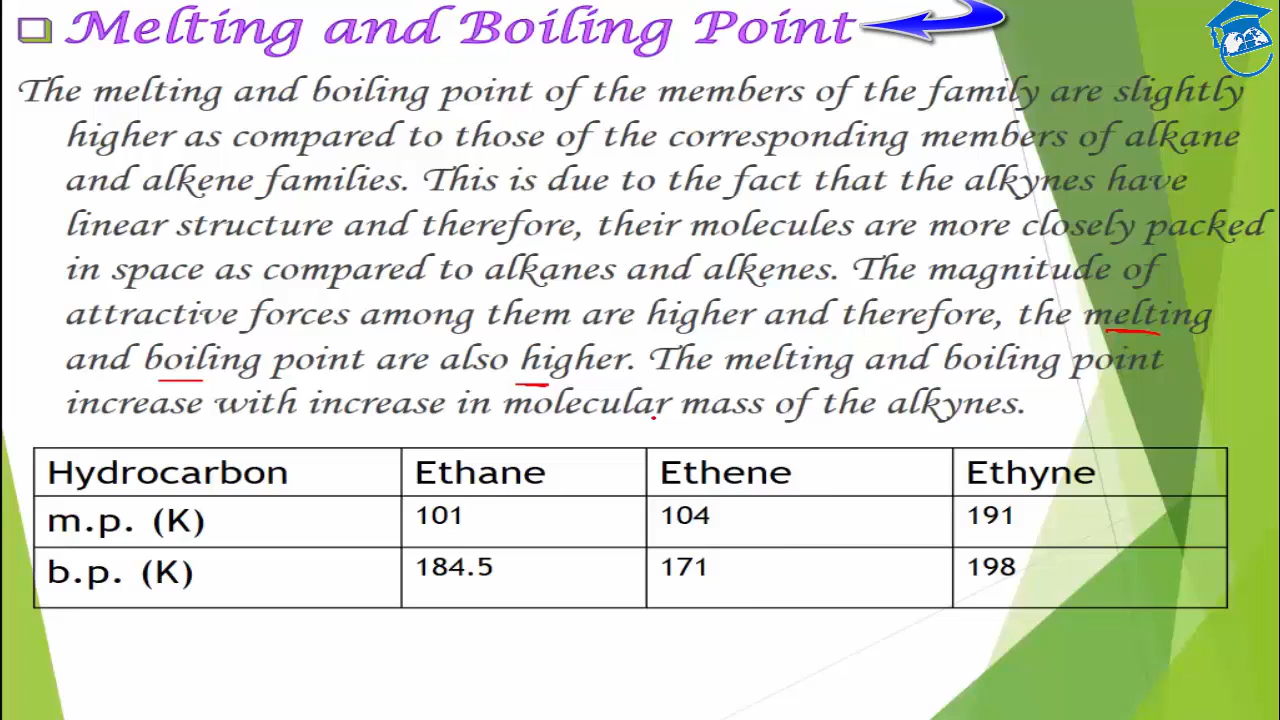 Melting and Boiling Point
The melting and boiling point of the members of the family are slightly
higher as compared to those of the corresponding members of alkane
and alkene families. This is due to the fact that the alkynes have
linear structure and therefore, their molecules are more closely packed
in space as compared to alkanes and alkenes. The magnitude of
attractive forces among them are higher and therefore, the melting
and boiling point are also higher. The melting and boiling point
increase with increase in molecular mass of the alkynes.
Hydrocarbon Ethane Ethene Ethyne
m.p. (K) 101 104 191
b.p. (K) 184.5 171 198